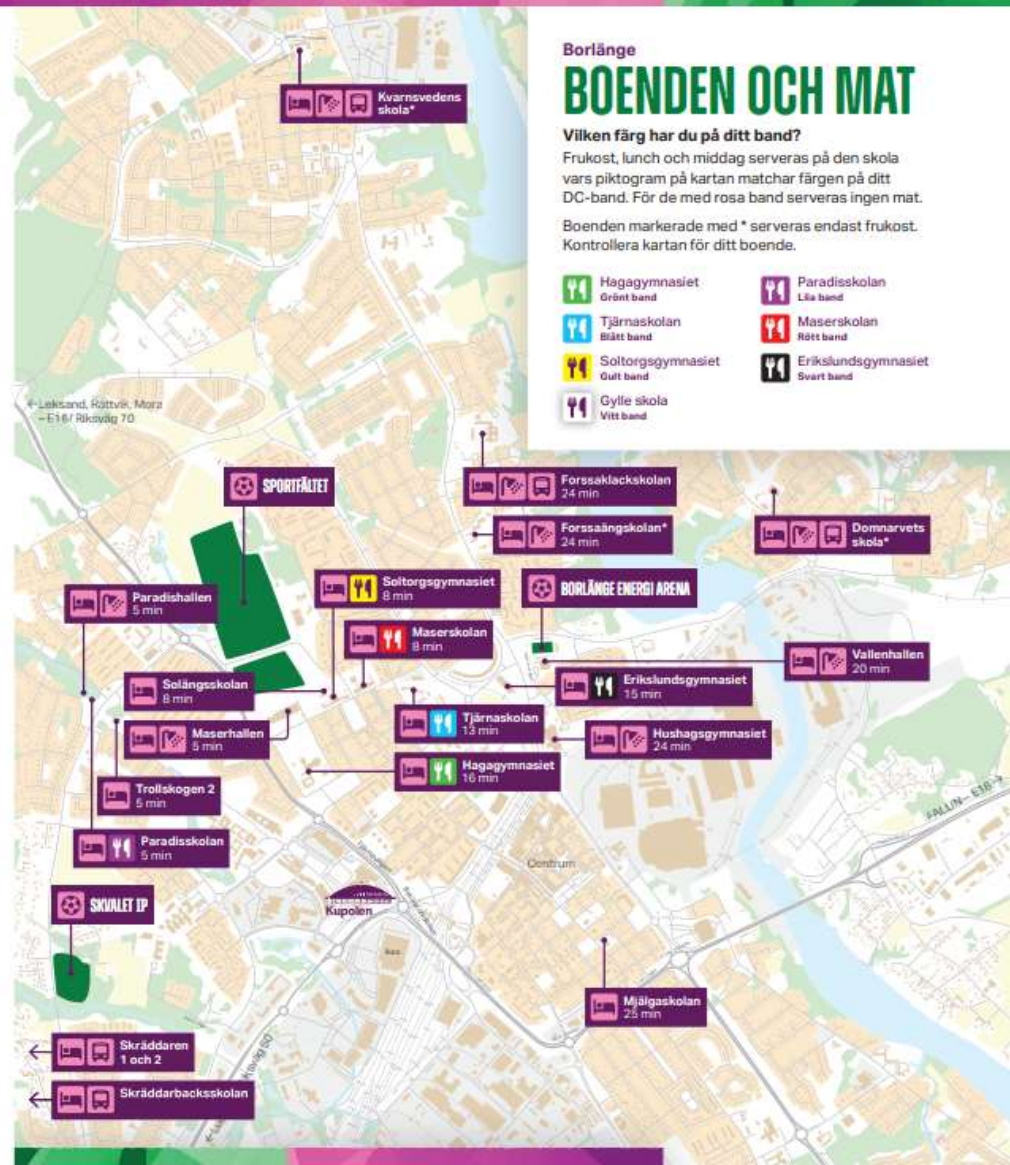 Borlänge
BOENDEN OCH MAT
Vilken färg har du på ditt band?
Frukost, lunch och middag serveras på den skola
vars piktogram på kartan matchar färgen på ditt
DC-band. För de med rosa band serveras ingen mat.
Boenden markerade med * serveras endast frukost.
Kontrollera kartan för ditt boende.
Hagagymnasiet
Grönt band
Tjärnaskolan
Blått band
Soltorgsgymnasiet
Gult band
Gylle skola
Vitt band
Paradisskolan
Lila band
Maserskolan
Rött band
Erikslundsgymnasiet
Svart band
Kvarnsvedens
skola*
Leksand, Rättvik, Mora
– E16/ Riksväg 70
SPORTFÄLTET
Forssaklackskolan
24 min
Forssaängskolan*
24 min
Domnarvets
skola*
Paradishallen
5 min
Soltorgsgymnasiet
8 min
BORLÄNGE ENERGI ARENA
Maserskolan
8 min
Vallenhallen
20 min
Solängsskolan
8 min
Erikslundsgymnasiet
15 min
Tjärnaskolan
13 min
Maserhallen
5 min
Hushagsgymnasiet
24 min
Hagagymnasiet
16 min
Trollskogen 2
5 min
FALUN – E16
Paradisskolan
5 min
Centrum
SKVALET IP
Kupolen
Mjälgaskolan
25 min
Skräddaren
1 och 2
Skräddarbacksskolan